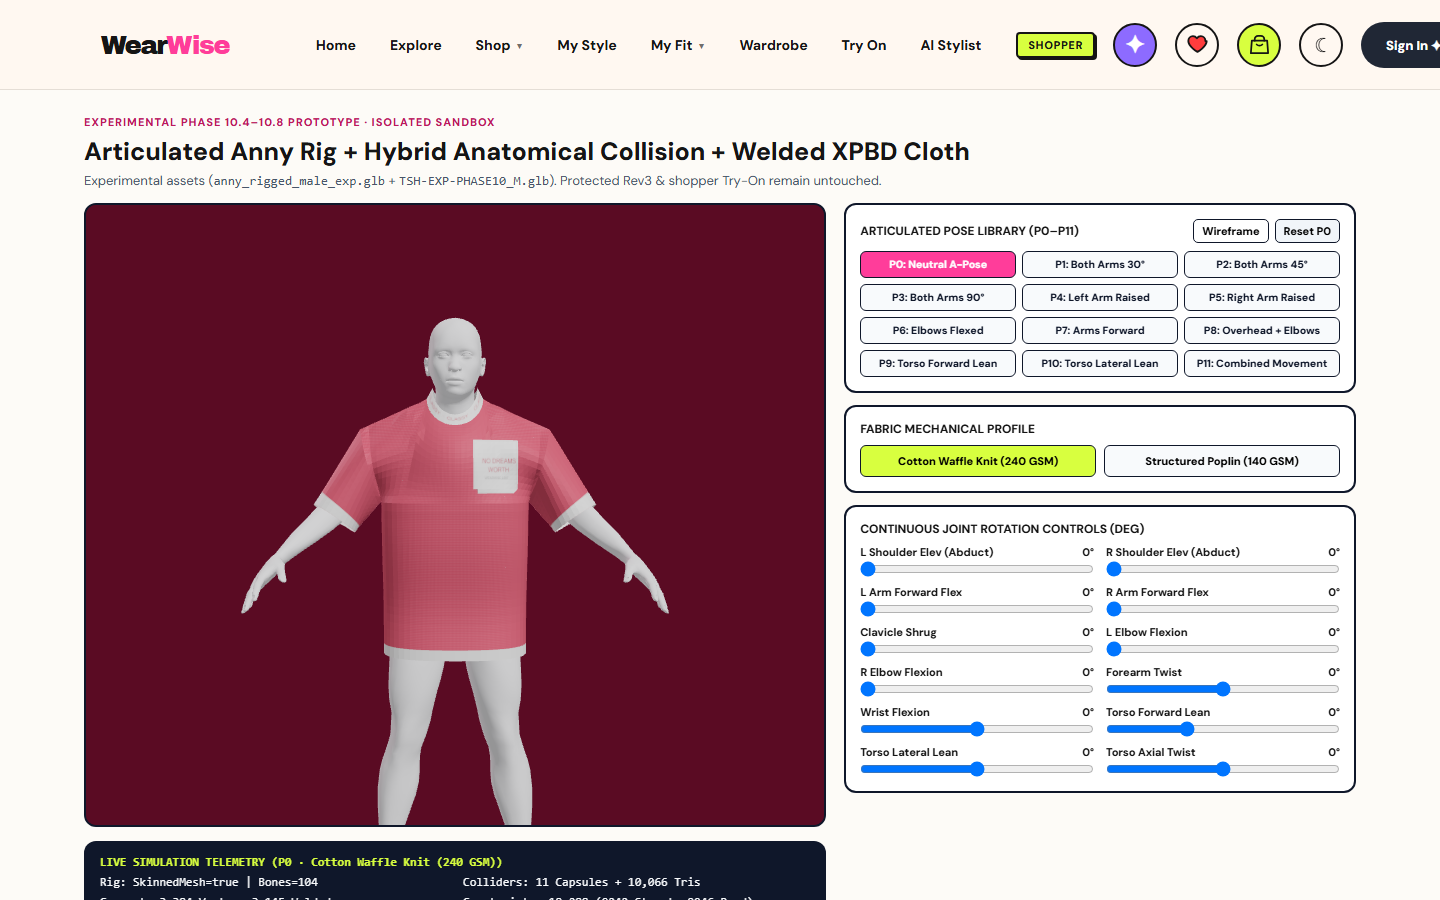 WearWise
Home
Explore
Shop ▼
My Style
My Fit ▼
Wardrobe
Try On
AI Stylist
SHOPPER
Sign In ✦
EXPERIMENTAL PHASE 10.4–10.8 PROTOTYPE · ISOLATED SANDBOX
Articulated Anny Rig + Hybrid Anatomical Collision + Welded XPBD Cloth
Experimental assets (anny_rigged_male_exp.glb + TSH-EXP-PHASE10_M.glb). Protected Rev3 & shopper Try-On remain untouched.
NO DREAMS
ARTICULATED POSE LIBRARY (P0–P11)
Wireframe
Reset P0
P0: Neutral A-Pose
P1: Both Arms 30°
P2: Both Arms 45°
P3: Both Arms 90°
P4: Left Arm Raised
P5: Right Arm Raised
P6: Elbows Flexed
P7: Arms Forward
P8: Overhead + Elbows
P9: Torso Forward Lean
P10: Torso Lateral Lean
P11: Combined Movement
FABRIC MECHANICAL PROFILE
Cotton Waffle Knit (240 GSM)
Structured Poplin (140 GSM)
CONTINUOUS JOINT ROTATION CONTROLS (DEG)
L Shoulder Elev (Abduct) 0°
R Shoulder Elev (Abduct) 0°
L Arm Forward Flex 0°
R Arm Forward Flex 0°
Clavicle Shrug 0°
L Elbow Flexion 0°
R Elbow Flexion 0°
Forearm Twist 0°
Wrist Flexion 0°
Torso Forward Lean 0°
Torso Lateral Lean 0°
Torso Axial Twist 0°
LIVE SIMULATION TELEMETRY (P0 · Cotton Waffle Knit (240 GSM))
Rig: SkinnedMesh=true | Bones=104
Colliders: 11 Capsules + 10,066 Tris